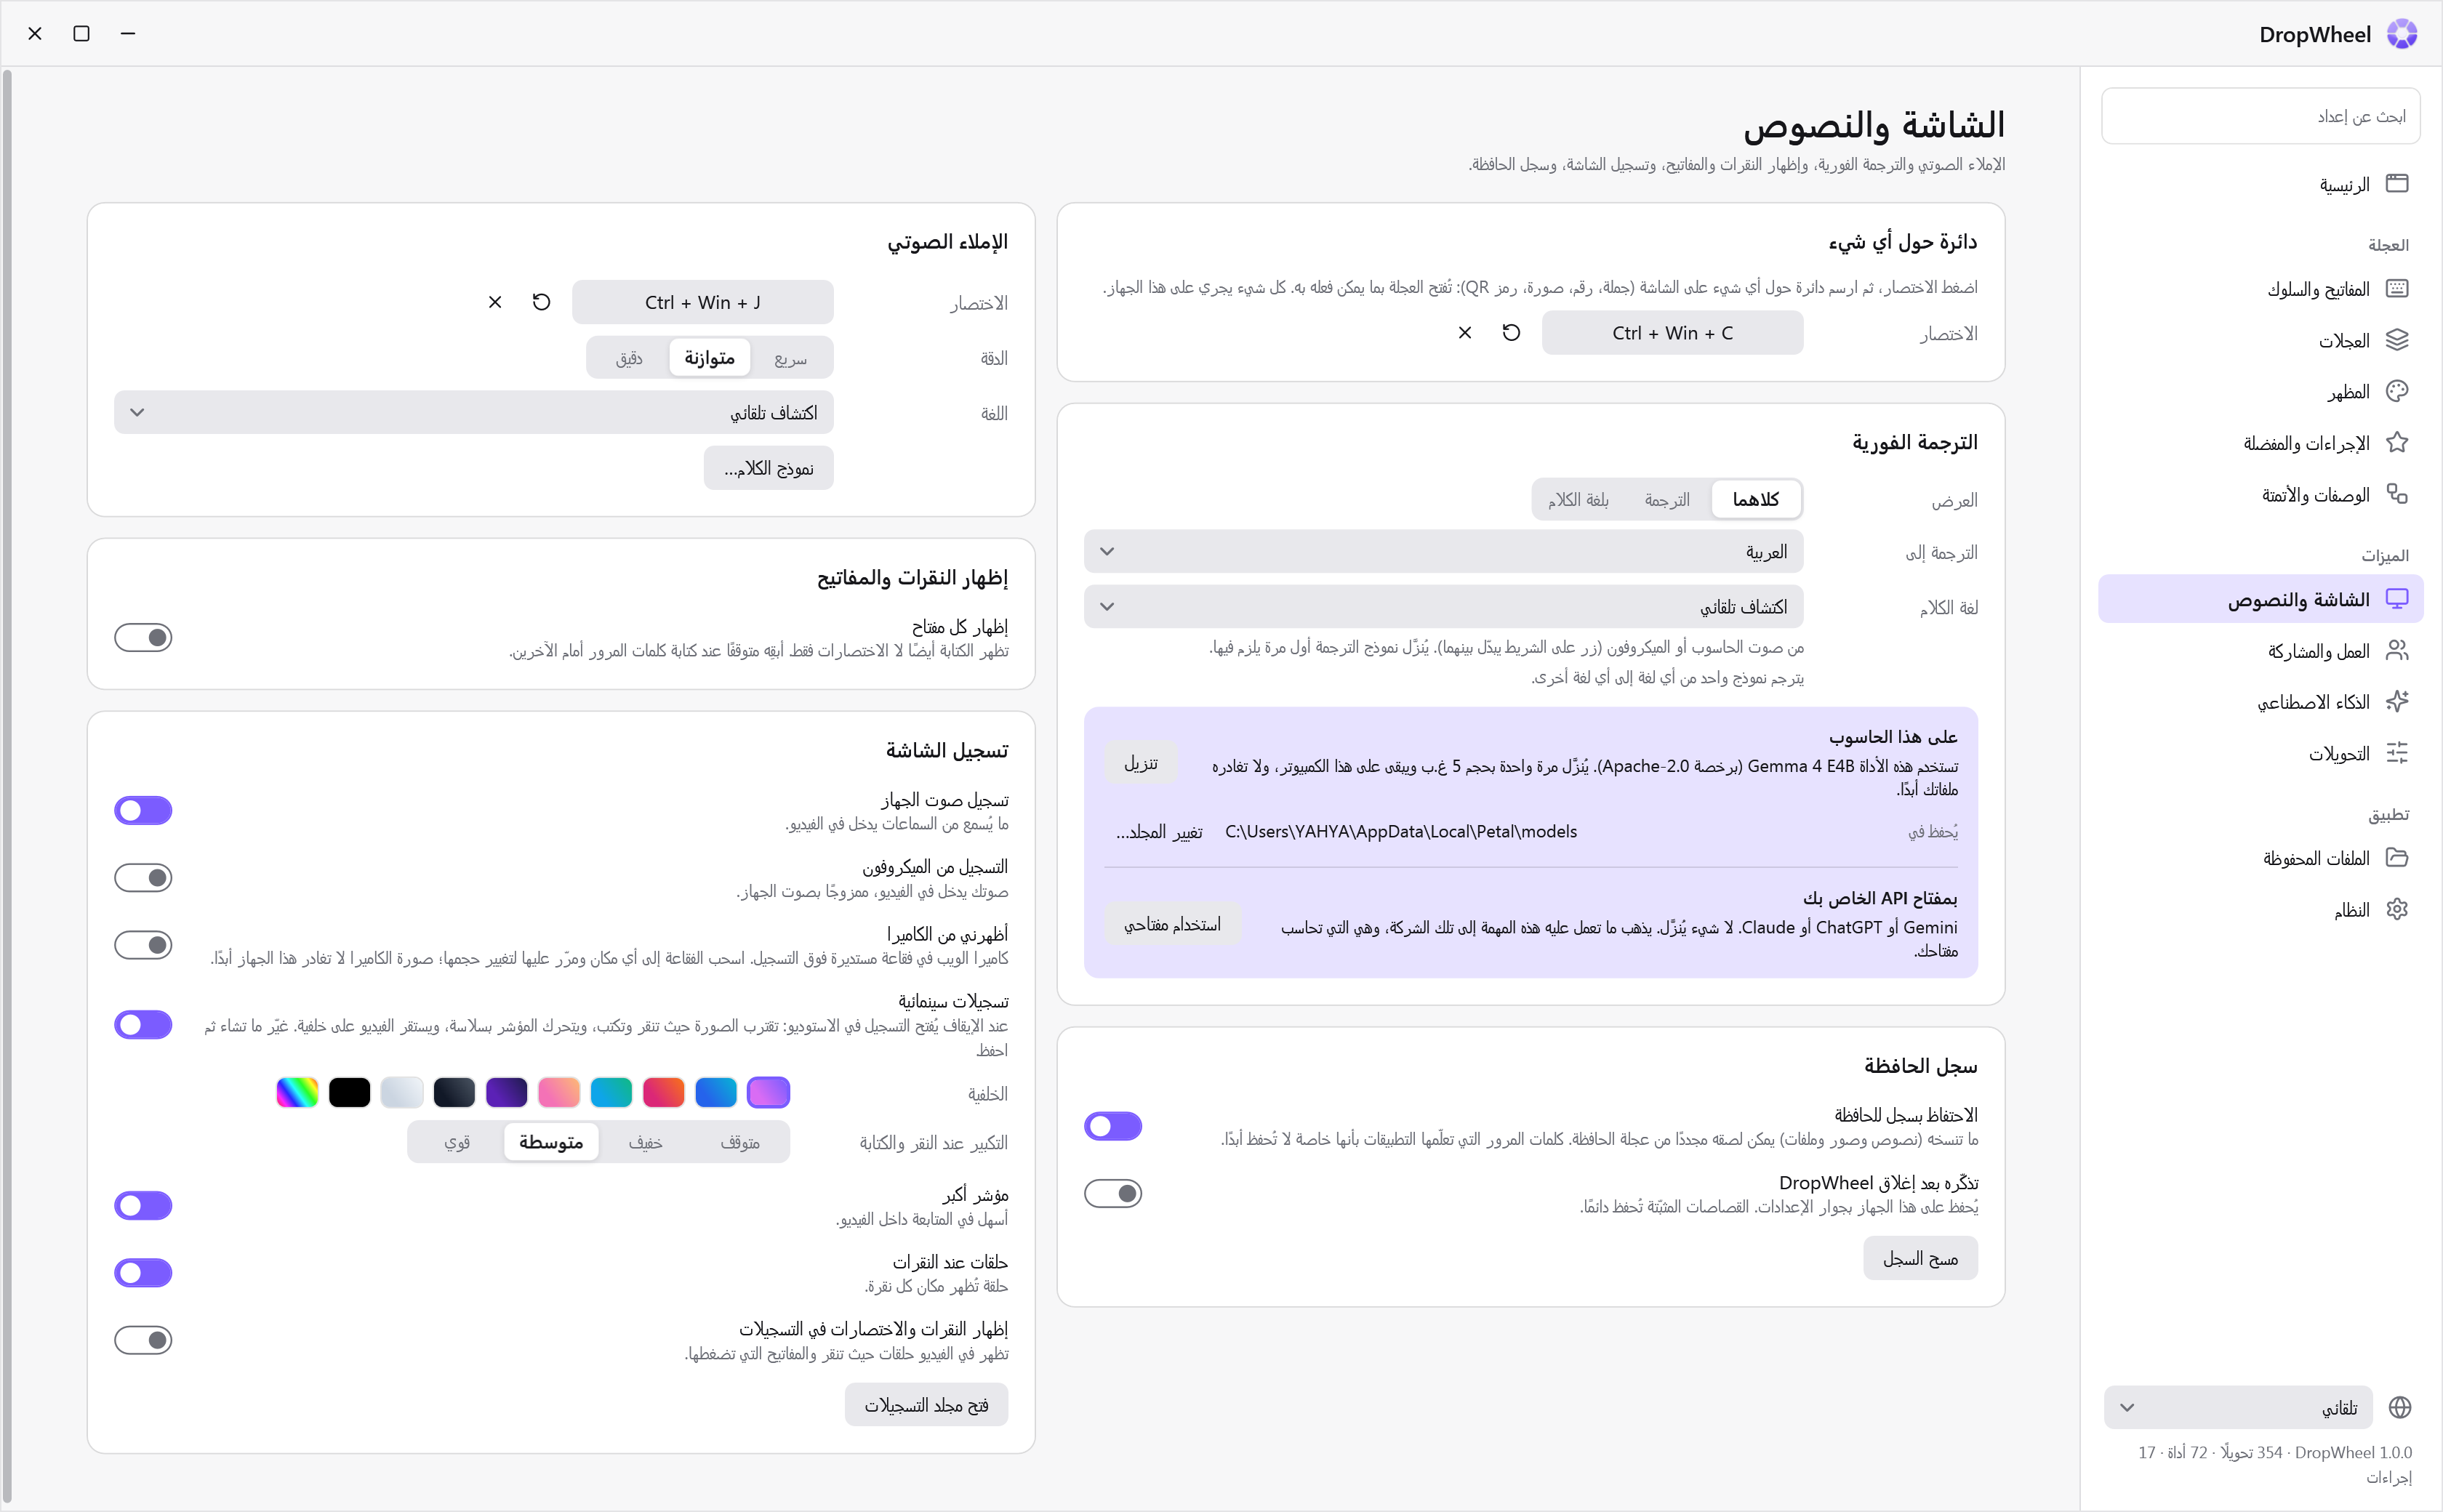 DropWheel
ابحث عن إعداد
الرئيسية
العجلة
المفاتيح والسلوك
العجلات
المظهر
الإجراءات والمفضلة
الوصفات والأتمتة
الميزات
الشاشة والنصوص
العمل والمشاركة
الذكاء الاصطناعي
التحويلات
تطبيق
الملفات المحفوظة
النظام
تلقائي
DropWheel 1.0.0 · 354 تحويلًا · 72 أداة · 17
إجراءات
الشاشة والنصوص
الإملاء الصوتي والترجمة الفورية، وإظهار النقرات والمفاتيح، وتسجيل الشاشة، وسجل الحافظة.
دائرة حول أي شيء
اضغط الاختصار، ثم ارسم دائرة حول أي شيء على الشاشة (جملة، رقم، صورة، رمز QR): تُفتح العجلة بما يمكن فعله به. كل شيء يجري على هذا الجهاز.
الاختصار
Ctrl + Win + C
الترجمة الفورية
العرض
كلاهما
الترجمة
بلغة الكلام
الترجمة إلى
العربية
لغة الكلام
اكتشاف تلقائي
من صوت الحاسوب أو الميكروفون (زر على الشريط يبدّل بينهما). يُنزَّل نموذج الترجمة أول مرة يلزم فيها.
يترجم نموذج واحد من أي لغة إلى أي لغة أخرى.
على هذا الحاسوب
تستخدم هذه الأداة Gemma 4 E4B (برخصة Apache-2.0). يُنزَّل مرة واحدة بحجم 5 غ.ب ويبقى على هذا الكمبيوتر، ولا تغادره
ملفاتك أبدًا.
تنزيل
يُحفظ في
C:\Users\YAHYA\AppData\Local\Petal\models
تغيير المجلد...
بمفتاح API الخاص بك
Gemini أو ChatGPT أو Claude. لا شيء يُنزَّل. يذهب ما تعمل عليه هذه المهمة إلى تلك الشركة، وهي التي تحاسب
مفتاحك.
استخدام مفتاحي
سجل الحافظة
الاحتفاظ بسجل للحافظة
ما تنسخه (نصوص وصور وملفات) يمكن لصقه مجددًا من عجلة الحافظة. كلمات المرور التي تعلّمها التطبيقات بأنها خاصة لا تُحفظ أبدًا.
تذكّره بعد إغلاق DropWheel
يُحفظ على هذا الجهاز بجوار الإعدادات. القصاصات المثبّتة تُحفظ دائمًا.
مسح السجل
الإملاء الصوتي
الاختصار
Ctrl + Win + J
الدقة
سريع
متوازنة
دقيق
اللغة
اكتشاف تلقائي
نموذج الكلام...
إظهار النقرات والمفاتيح
إظهار كل مفتاح
تظهر الكتابة أيضًا لا الاختصارات فقط. أبقِه متوقفًا عند كتابة كلمات المرور أمام الآخرين.
تسجيل الشاشة
تسجيل صوت الجهاز
ما يُسمع من السماعات يدخل في الفيديو.
التسجيل من الميكروفون
صوتك يدخل في الفيديو، ممزوجًا بصوت الجهاز.
أظهرني من الكاميرا
كاميرا الويب في فقاعة مستديرة فوق التسجيل. اسحب الفقاعة إلى أي مكان ومرّر عليها لتغيير حجمها؛ صورة الكاميرا لا تغادر هذا الجهاز أبدًا.
تسجيلات سينمائية
عند الإيقاف يُفتح التسجيل في الاستوديو: تقترب الصورة حيث تنقر وتكتب، ويتحرك المؤشر بسلاسة، ويستقر الفيديو على خلفية. غيّر ما تشاء ثم
احفظ.
الخلفية
التكبير عند النقر والكتابة
متوقف
خفيف
متوسطة
قوي
مؤشر أكبر
أسهل في المتابعة داخل الفيديو.
حلقات عند النقرات
حلقة تُظهر مكان كل نقرة.
إظهار النقرات والاختصارات في التسجيلات
تظهر في الفيديو حلقات حيث تنقر والمفاتيح التي تضغطها.
فتح مجلد التسجيلات